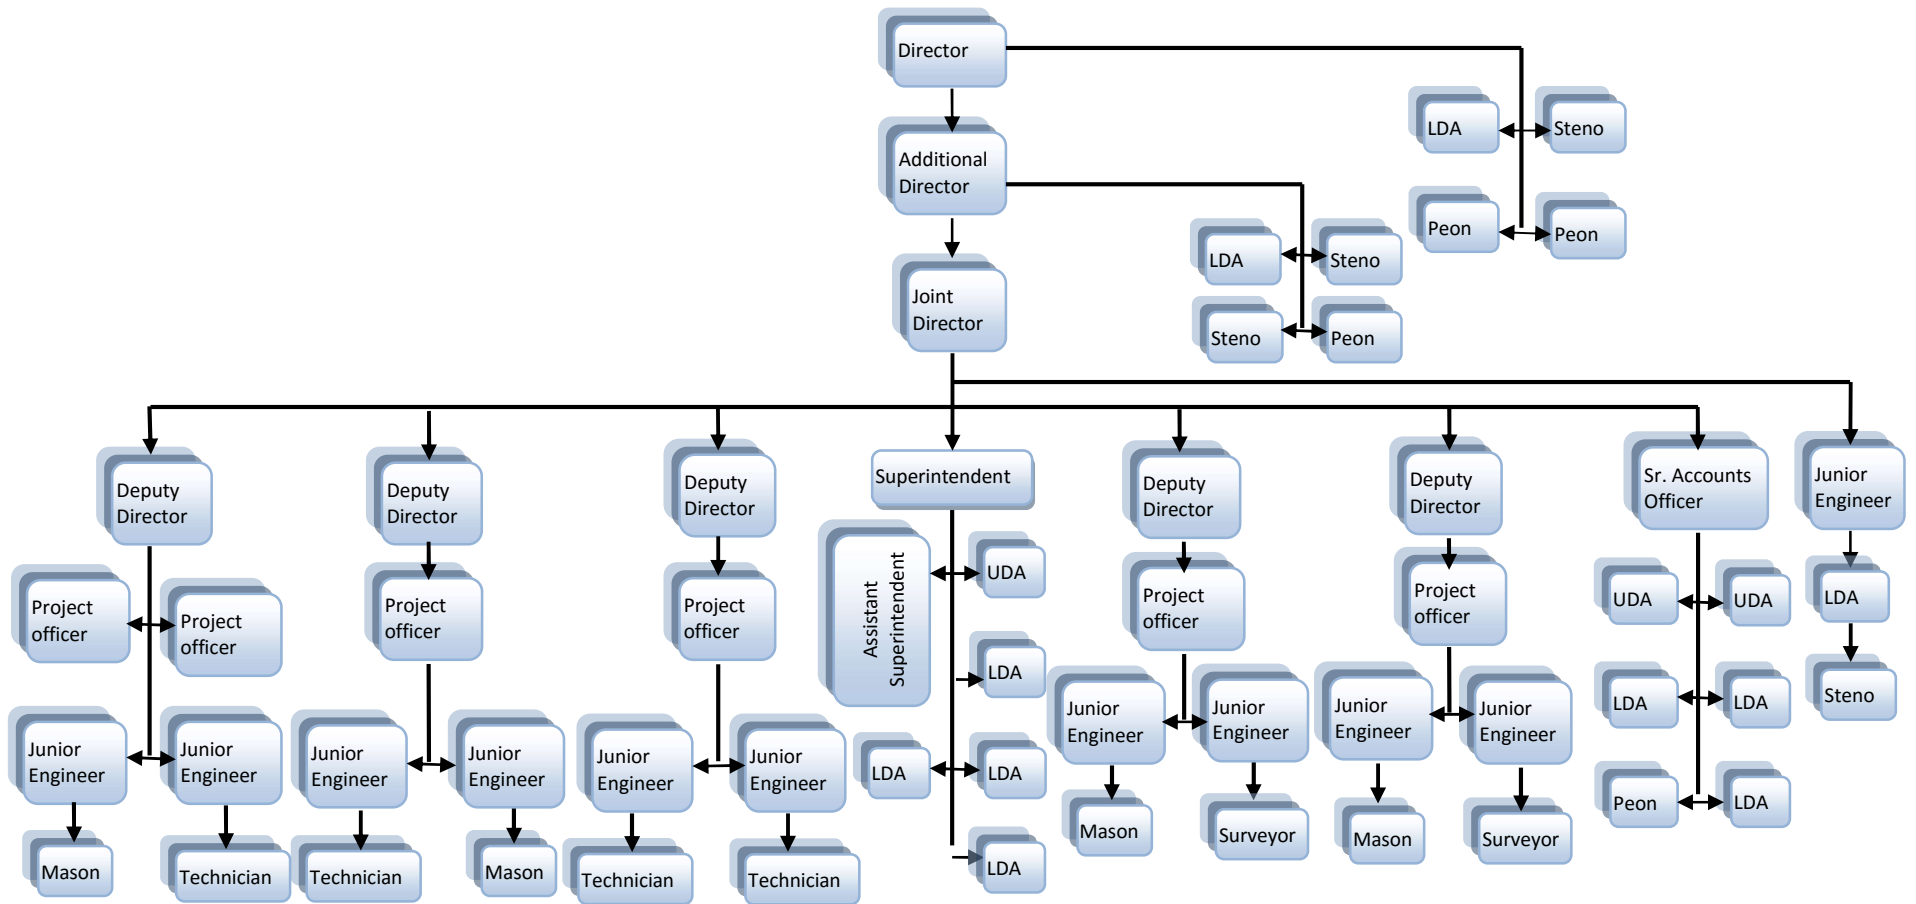 Director
LDA
Steno
Additional
Director
Peon
Peon
LDA
Steno
Joint
Director
Steno
Peon
Deputy
Director
Deputy
Director
Deputy
Director
Superintendent
Deputy
Director
Deputy
Director
Sr. Accounts
Officer
Junior
Engineer
Project
officer
Project
officer
Project
officer
Project
officer
Assistant
Superintendent
UDA
Project
officer
Project
officer
UDA
UDA
LDA
LDA
LDA
LDA
Steno
Junior
Engineer
Junior
Engineer
Junior
Engineer
Junior
Engineer
Junior
Engineer
Junior
Engineer
LDA
LDA
Junior
Engineer
Junior
Engineer
Junior
Engineer
Junior
Engineer
Peon
LDA
Mason
Technician
Technician
Mason
Technician
Technician
LDA
Mason
Surveyor
Mason
Surveyor